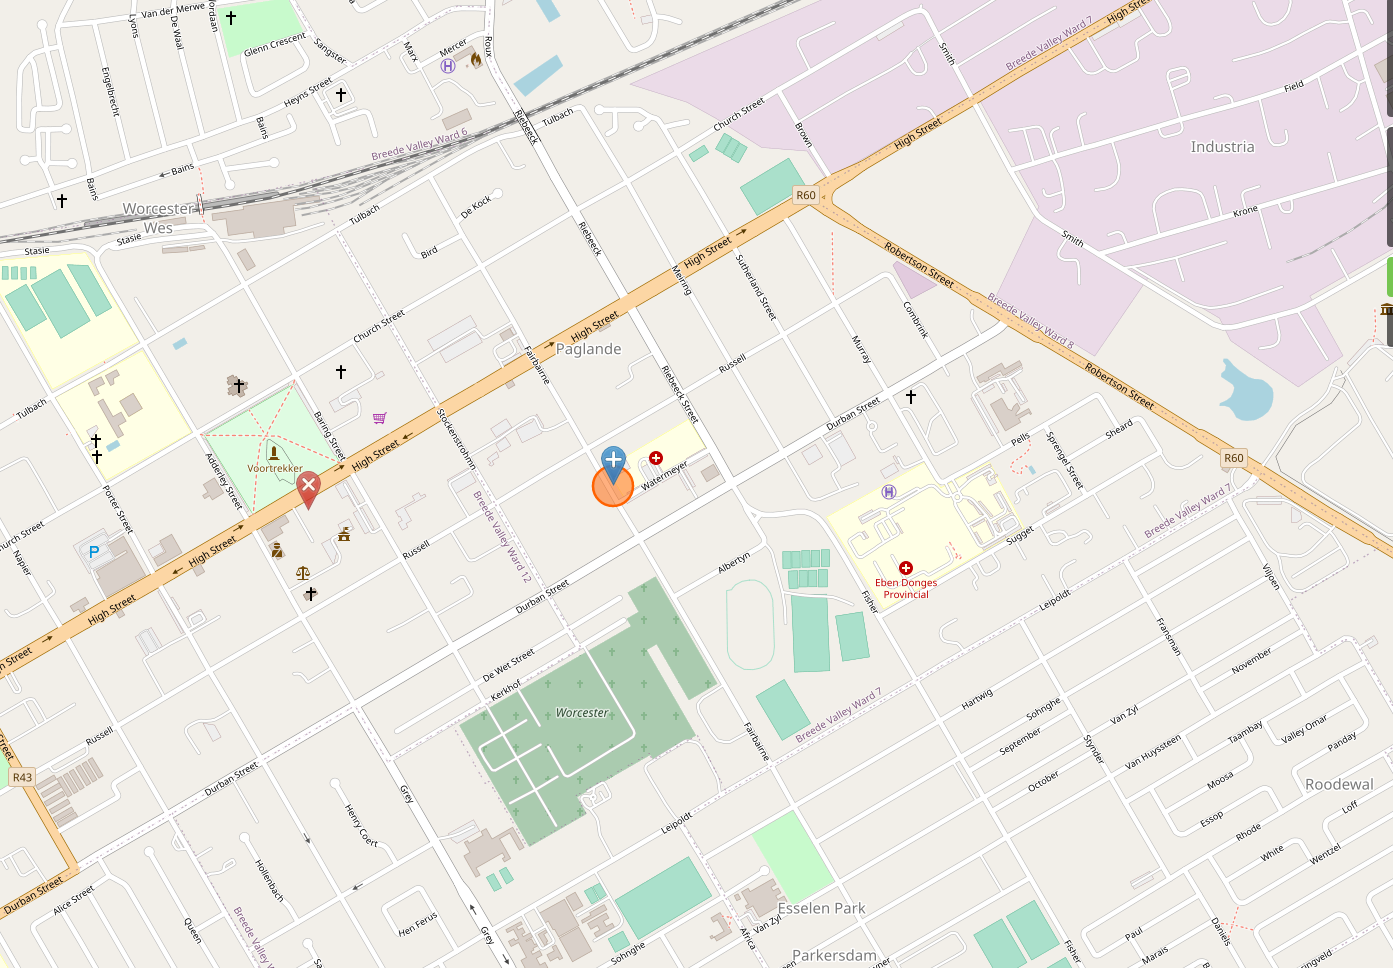 Van der Merwe
Lyons
De Waal
Jordaan
Glenn Crescent
Sangster
Marx
Mercer
Roux
Engelbrecht
Heyns Street
Bains
Breede Valley Ward 6
Bains
Bains
Riebeeck
Tulbach
Church Street
Brown
Smith
Breede Valley Ward 7
High Street
High Street
Field
Industria
Krone
Smith
R60
Worcester
Wes
Stasie
Stasie
Tulbach
De Kock
Bird
Riebeeck
Meiring
High Street
Sutherland Street
Robertson Street
Breede Valley Ward 8
Combrink
Murray
Church Street
High Street
Paglande
Fairbairne
Russell
Riebeeck Street
Durban Street
Robertson Street
Tulbach
Baring Street
High Street
Stockenstrohmn
Voortrekker
Adderley Street
Watermeyer
Pells
Sprengel Street
Sheard
R60
Breede Valley Ward 7
Porter Street
Church Street
Napier
P
High Street
Russell
Breede Valley Ward 12
Sugget
Albertyn
Eben Donges
Provincial
Fisher
Leipoldt
Viljoen
High Street
Durban Street
Fransman
November
De Wet Street
Kerkhof
Worcester
Breede Valley Ward 7
Hartwig
Sohnghe
Van Zyl
Fairbairne
September
Stynder
Van Huyssteen
Taambay
Valley Omar
Panday
Russell
R43
Durban Street
Grey
October
Moosa
Roodewal
Essop
Rhode
Loff
Leipoldt
Henry Coert
Hollenbach
White
Wentzel
Durban Street
Alice Street
Queen
Breede Valley
Hen Ferus
Grey
Esselen Park
Van Zyl
Africa
Sohnghe
Parkersdam
Fisher
Paul
Marais
Daniels